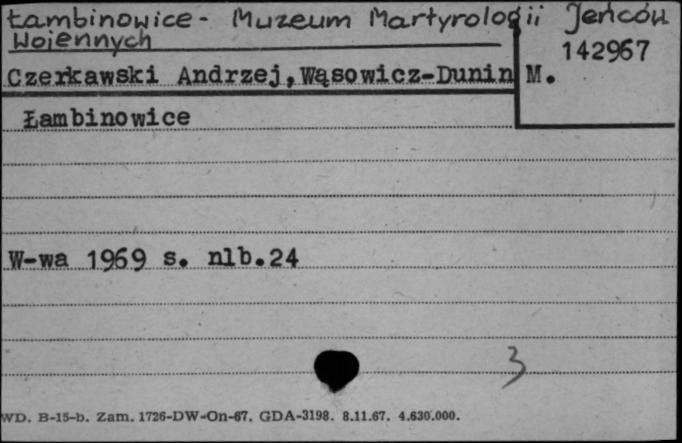 Łambinowice - Muzeum Martyrologii Jeńców
Wojennych
142967
Czerkawski Andrzej, Wąsowicz-Dunin M.
Łambinowice
W-wa 1969 s. nlb.24
3
WD. B-15-b. Zam. 1726-DW-On-67. GDA-3198. 8.11.67. 4.630.000.